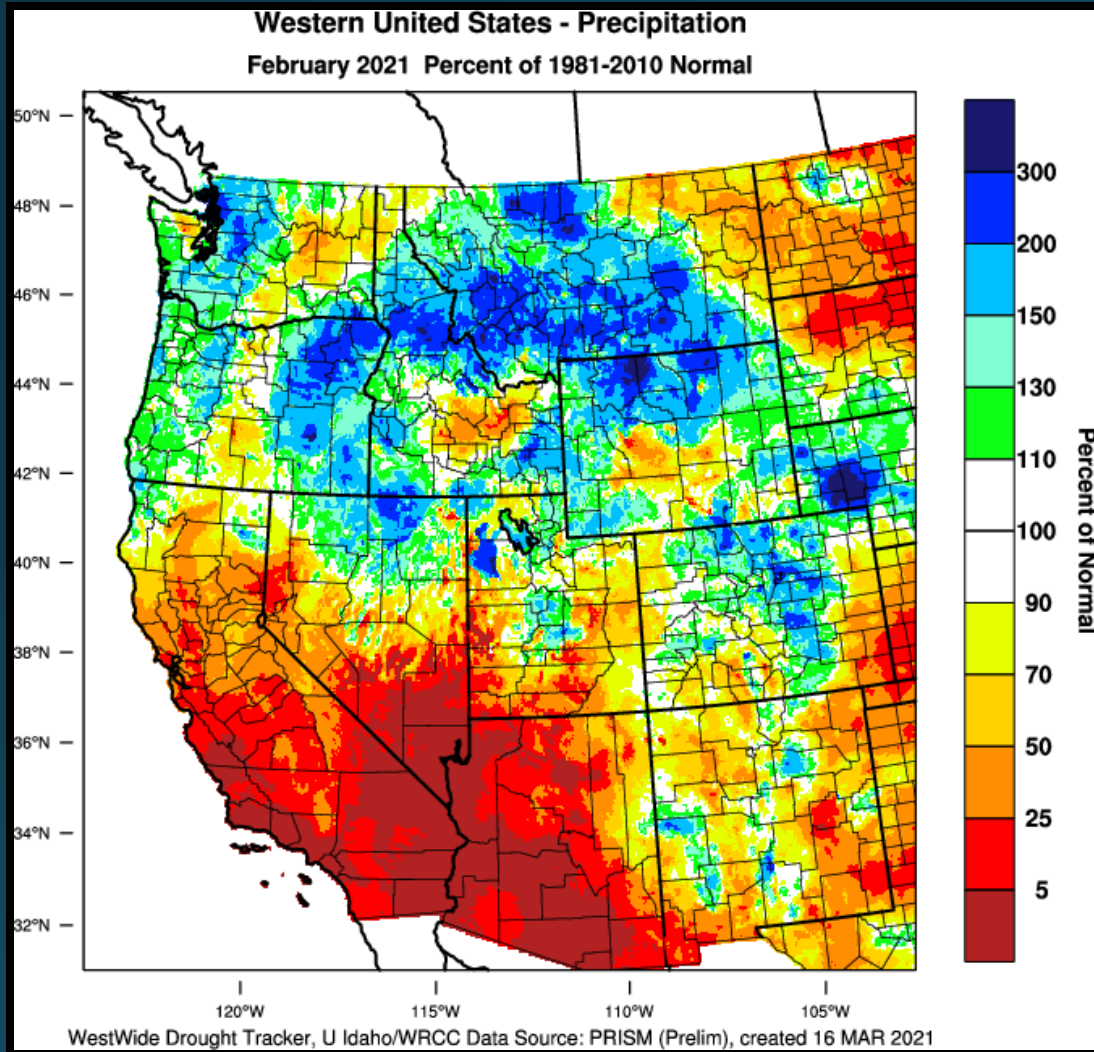 Western United States - Precipitation
February 2021 Percent of 1981-2010 Normal
50°N
48°N
46°N
44°N
42°N
40°N
38°N
36°N
34°N
32°N
120°W
115°W
110°W
105°W
300
200
150
130
110
100
90
70
50
25
5
Percent of Normal
WestWide Drought Tracker, U Idaho/WRCC Data Source: PRISM (Prelim), created 16 MAR 2021